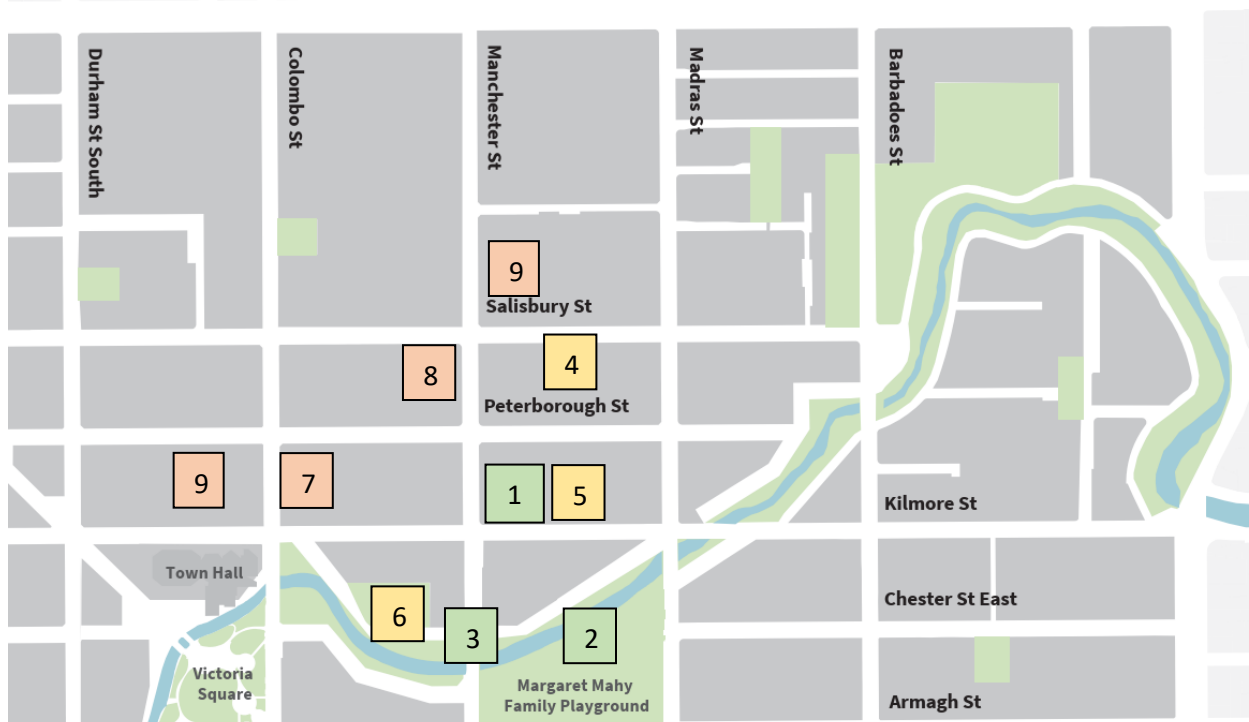 Durham St South
Colombo St
Manchester St
Madras St
Barbadoes St
9
Salisbury St
8
4
Peterborough St
9
7
1
5
Kilmore St
Town Hall
6
3
2
Chester St East
Victoria
Square
Margaret Mahy
Family Playground
Armagh St